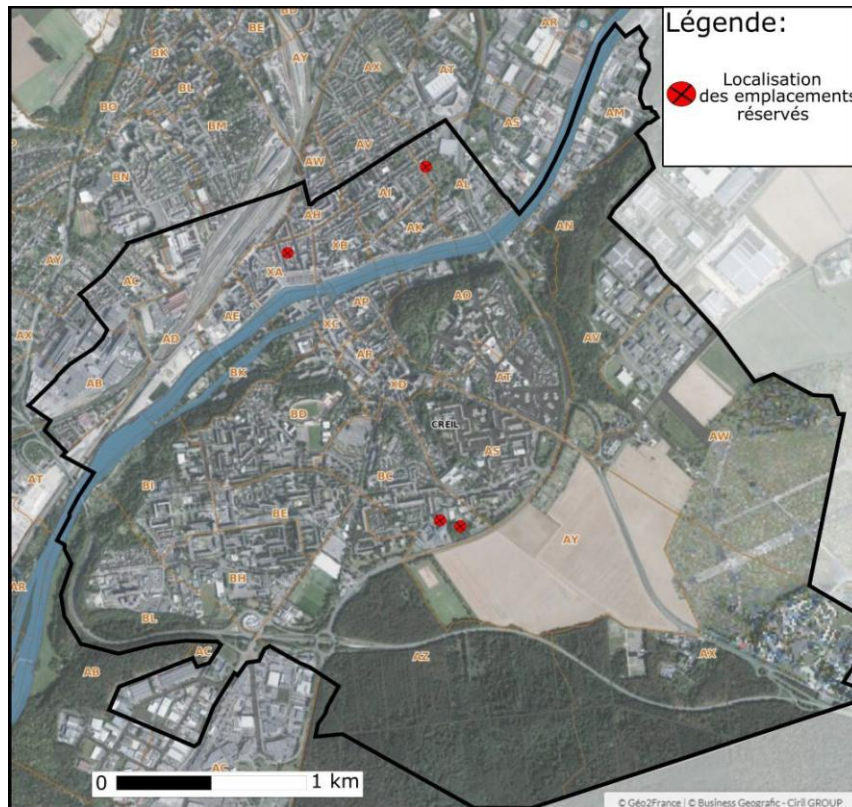 Légende:
Localisation
des emplacements
réservés
BE
AR
BK
AY
BL
AX
AT
BO
AM
BM
AS
AV
AW
BN
AI
AL
AH
AK
AN
XB
AY
XA
AC
AO
AP
AE
XC
AX
AD
AV
AR
BK
AB
XD
AT
BD
CREIL
AW
AS
AT
BC
BI
BE
AY
AR
BH
BL
AC
AZ
AX
AB
AC
0
1 km
© Géo2France | © Business Geografic - Ciril GROUP